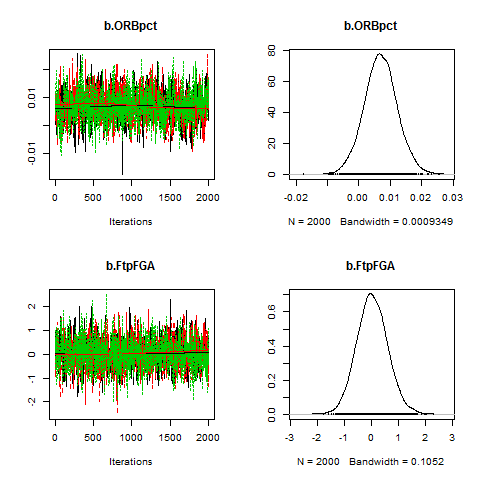 b.ORBpct
b.ORBpct
0.01
-0.01
0 500 1000 1500 2000
Iterations
80
60
40
20
0
-0.02 0.00 0.01 0.02 0.03
N = 2000 Bandwidth = 0.0009349
b.FtpFGA
b.FtpFGA
2
1
0
-1
-2
0 500 1000 1500 2000
Iterations
0.6
0.4
0.2
0.0
-3 -2 -1 0 1 2 3
N = 2000 Bandwidth = 0.1052